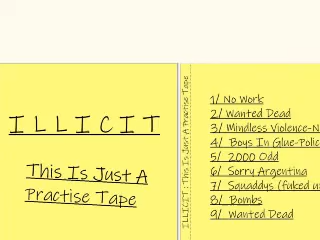 I L L I C I T
This Is Just A
Practise Tape
ILLICIT : This Is Just A Practise Tape ...
1/ No Work
2/ Wanted Dead
3/ Mindless Violence-N
4/ Boys In Glue-Polic
5/ 2000 Odd
6/ Sorry Argentina
7/ Squaddys (fuked u
8/ Bombs
9/ Wanted Dead